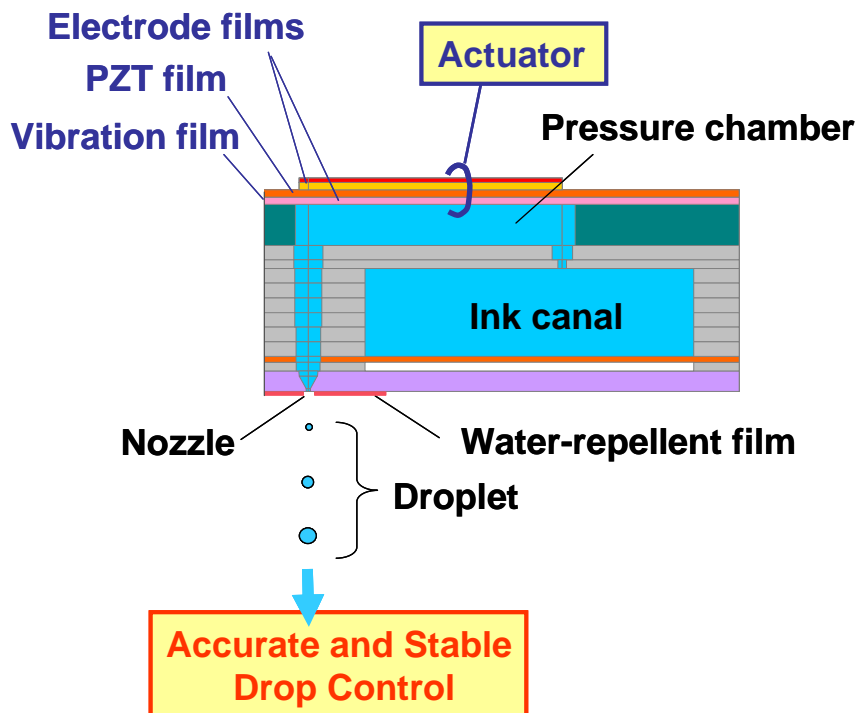 Electrode films
PZT film
Vibration film
Actuator
Pressure chamber
Ink canal
Nozzle
Water-repellent film
Droplet
Accurate and Stable
Drop Control